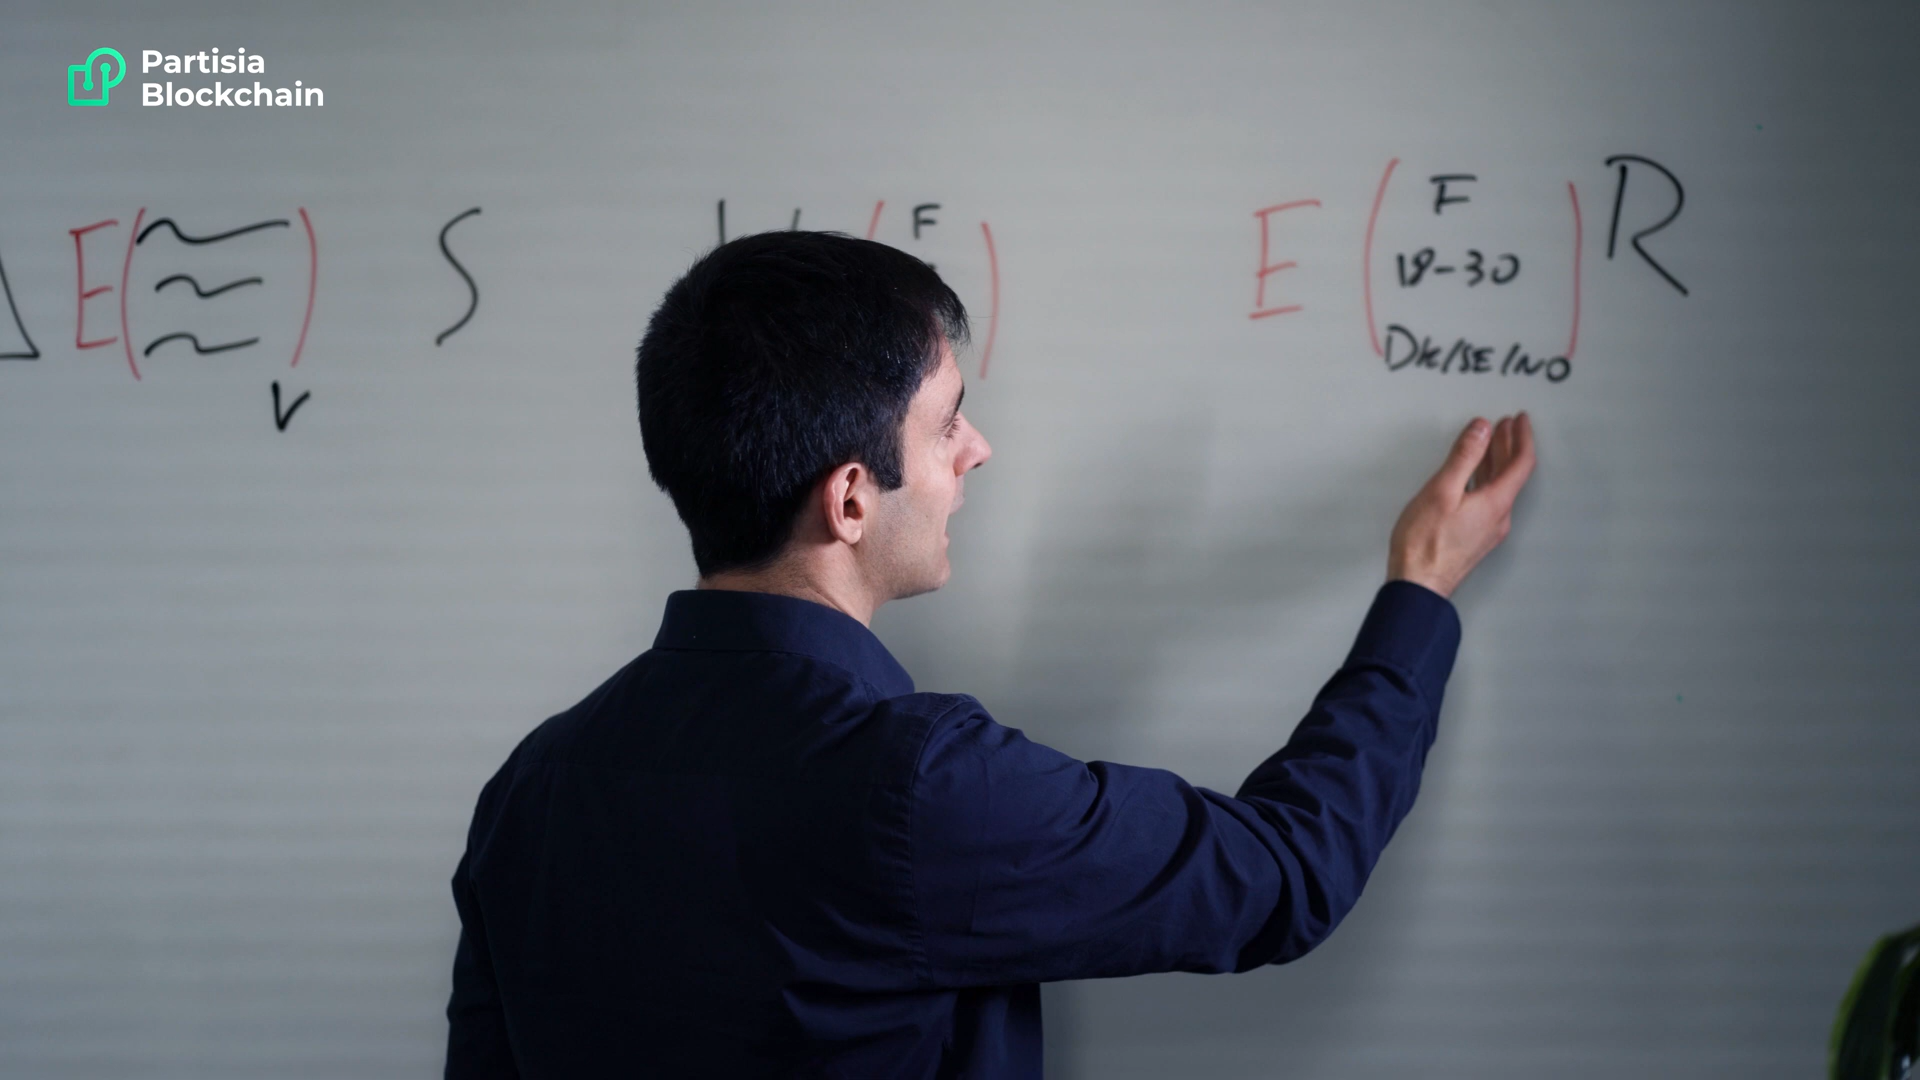 Partisia
Blockchain
E(
)
V
S
( F )
E ( F
18-30
DK/SE/NO ) R